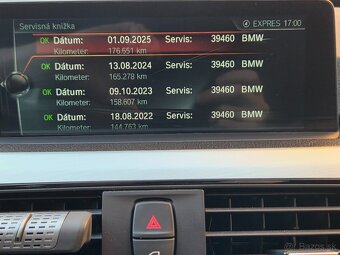 Servisná knižka
EXPRES 17:00
OK Dátum: 01.09.2025 Servis: 39460 BMW
Kilometer: 176.651 km
OK Dátum: 13.08.2024 Servis: 39460 BMW
Kilometer: 165.278 km
OK Dátum: 09.10.2023 Servis: 39460 BMW
Kilometer: 158.607 km
OK Dátum: 18.08.2022 Servis: 39460 BMW
Kilometer: 144.763 km